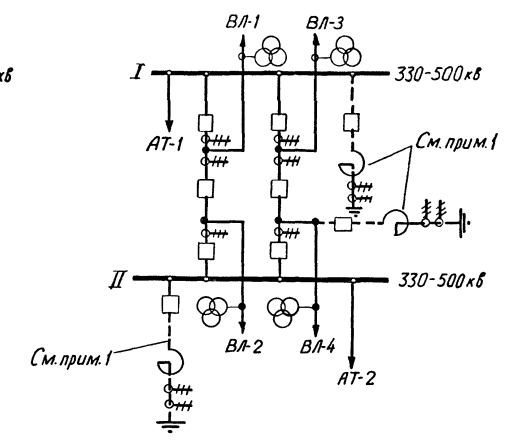 ВЛ-1 ВЛ-3
кв
I 330-500кв
АТ-1 См.прим.1
II 330-500кв
ВЛ-2 ВЛ-4
См.прим.1 АТ-2